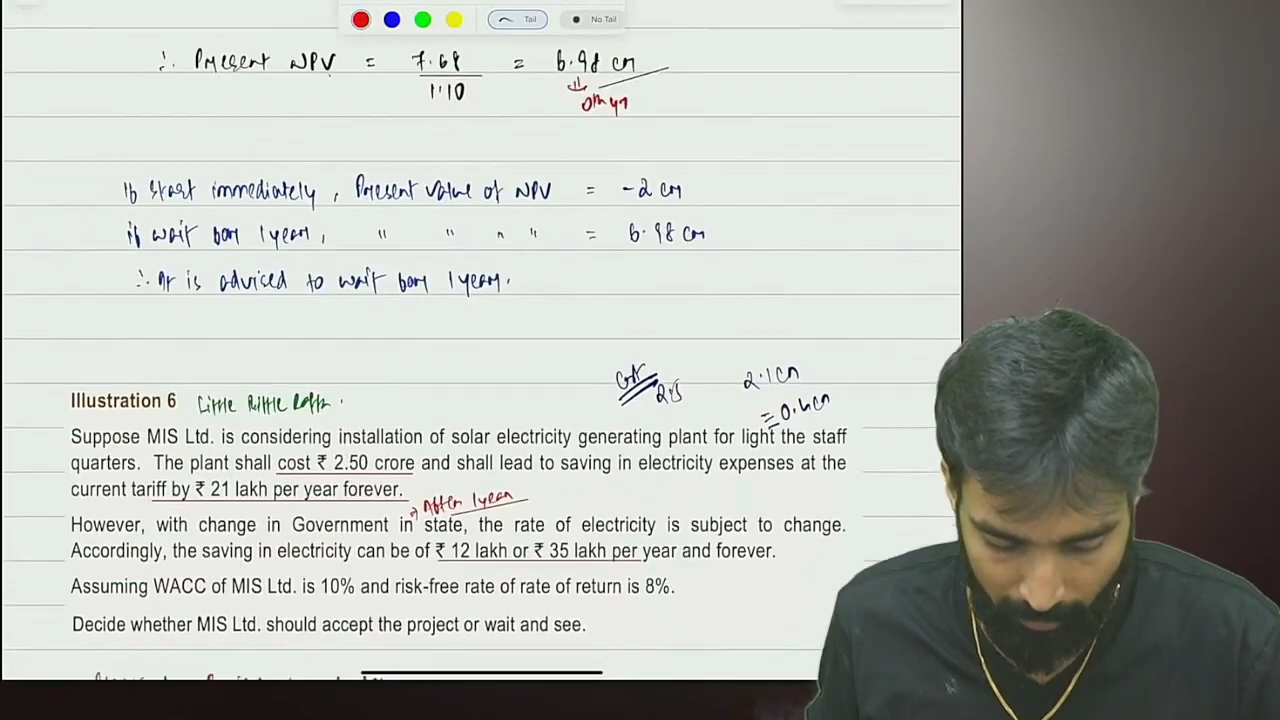 Tail
No Tail
∴ Present NPV = 7.68 = 6.98 cr
1.10
0th yr
If start immediately, Present value of NPV = -2 cr
if wait for 1 year, " " " " = 6.98 cr
∴ It is advised to wait for 1 year.
Cost 2.5
2.1 cr
= 0.4 cr
Illustration 6 Little
Suppose MIS Ltd. is considering installation of solar electricity generating plant for light the staff
quarters. The plant shall cost ₹ 2.50 crore and shall lead to saving in electricity expenses at the
current tariff by ₹ 21 lakh per year forever.
After 1 year
However, with change in Government in state, the rate of electricity is subject to change.
Accordingly, the saving in electricity can be of ₹ 12 lakh or ₹ 35 lakh per year and forever.
Assuming WACC of MIS Ltd. is 10% and risk-free rate of rate of return is 8%.
Decide whether MIS Ltd. should accept the project or wait and see.